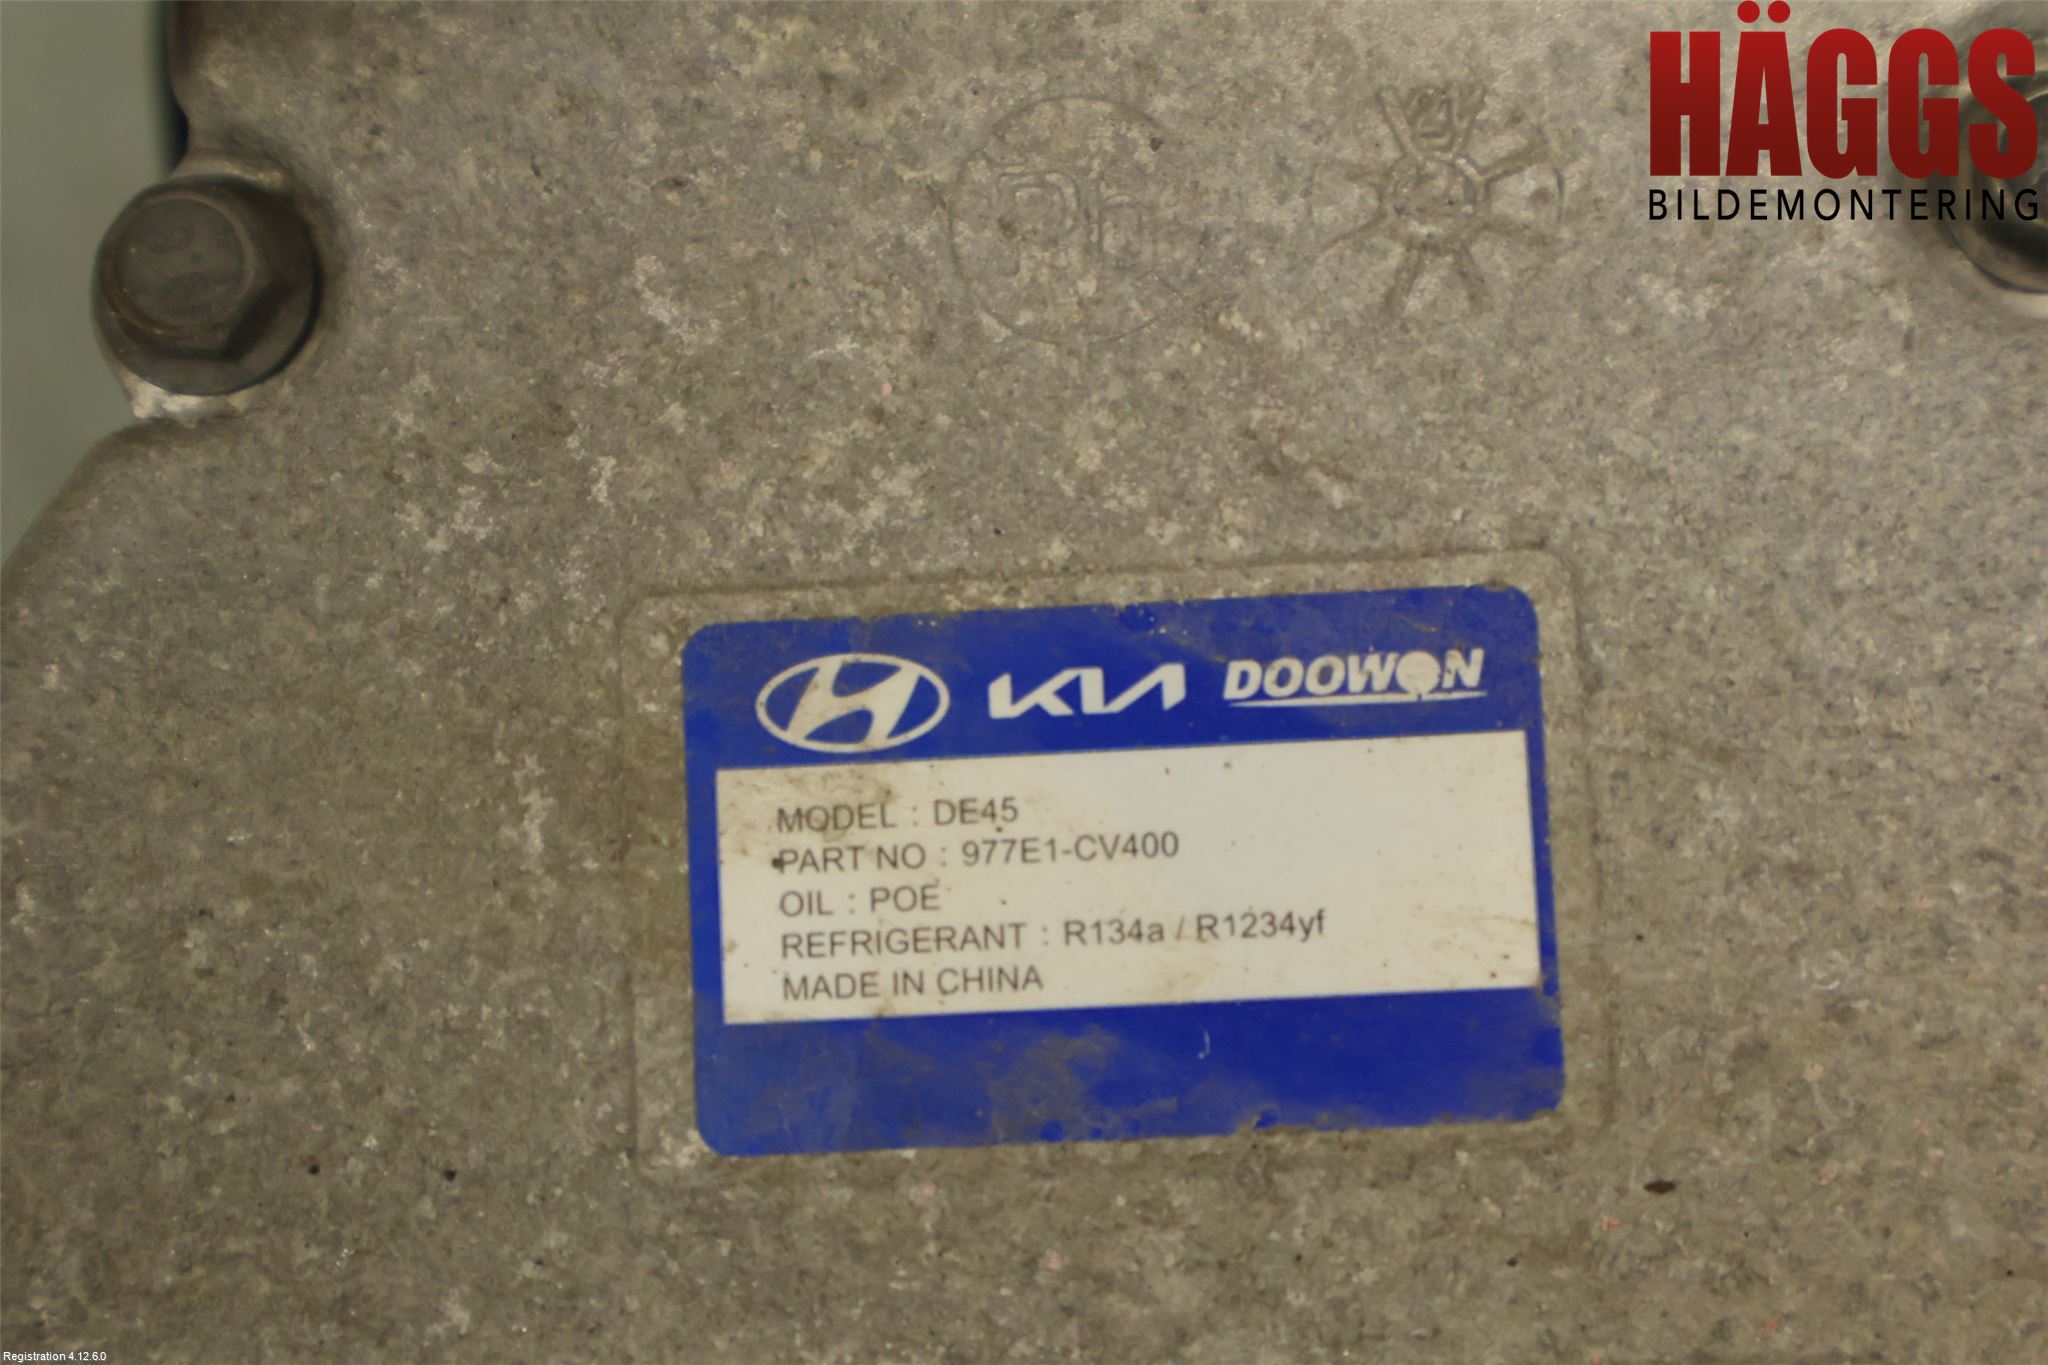 HÄGGS
BILDEMONTERING
KIA DOOWON
MODEL : DE45
PART NO : 977E1-CV400
OIL : POE
REFRIGERANT : R134a / R1234yf
MADE IN CHINA
Registration 4.12.6.0